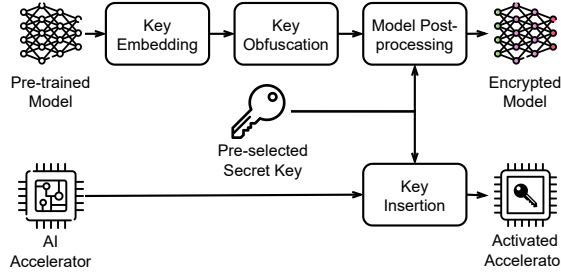 Key
Embedding
Key
Obfuscation
Model Post-
processing
Pre-trained
Model
Encrypted
Model
Pre-selected
Secret Key
Key
Insertion
AI
Accelerator
Activated
Accelerato